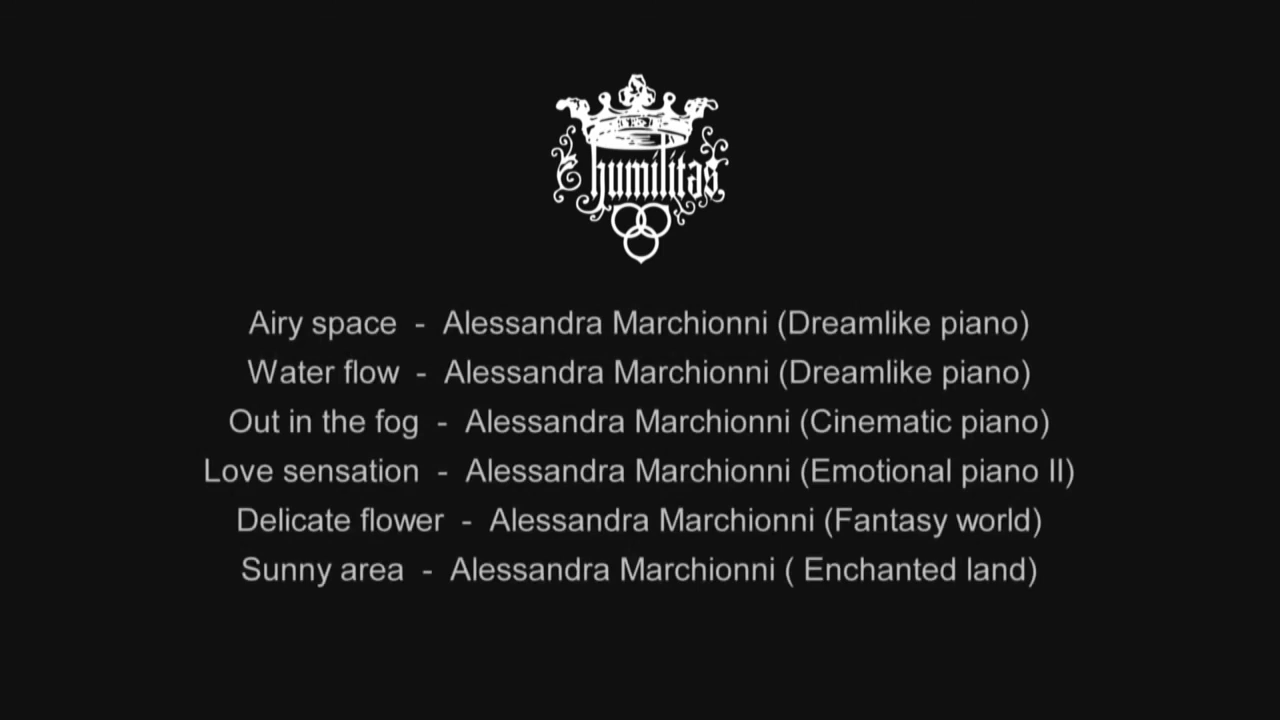 humilitas
Airy space - Alessandra Marchionni (Dreamlike piano)
Water flow - Alessandra Marchionni (Dreamlike piano)
Out in the fog - Alessandra Marchionni (Cinematic piano)
Love sensation - Alessandra Marchionni (Emotional piano II)
Delicate flower - Alessandra Marchionni (Fantasy world)
Sunny area - Alessandra Marchionni ( Enchanted land)